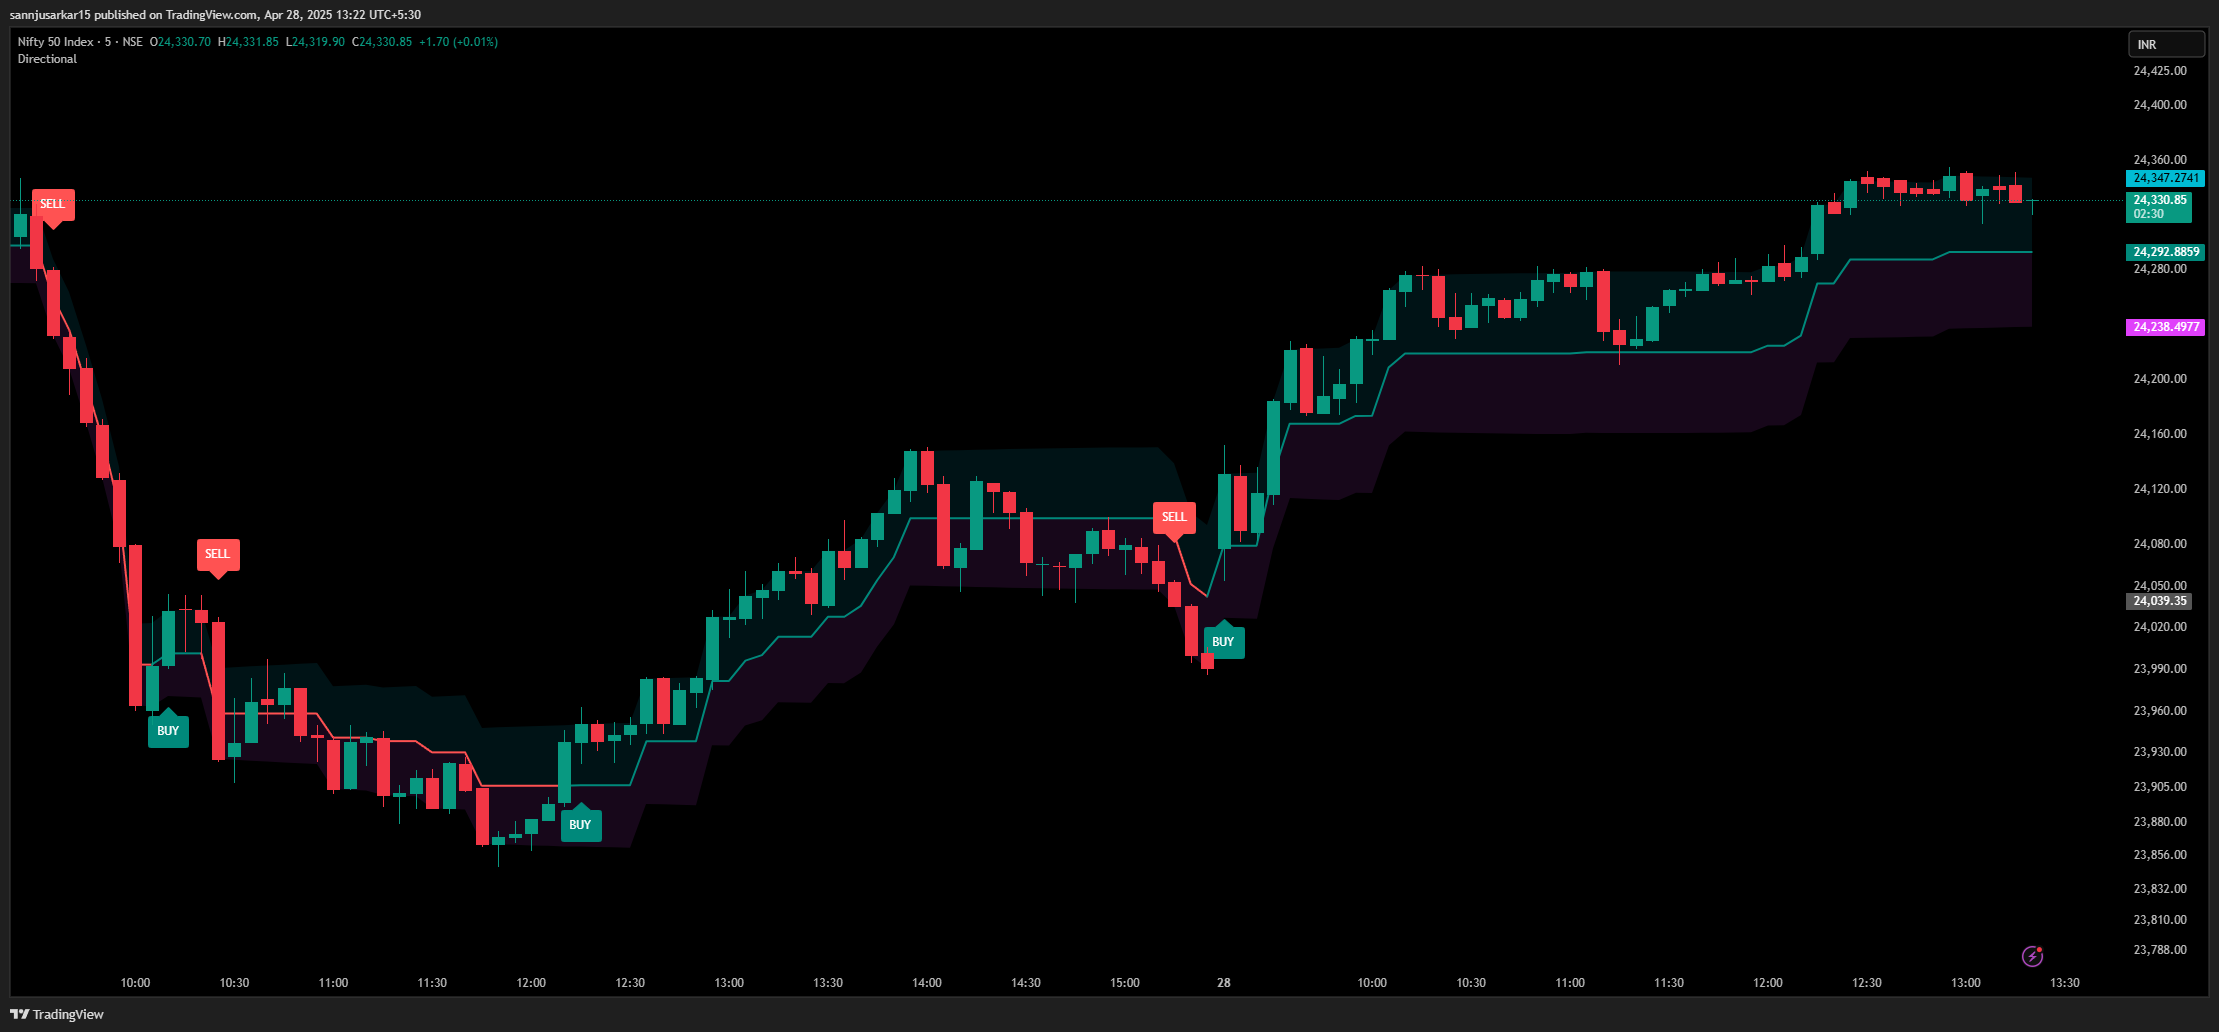 sannjusarkar15 published on TradingView.com, Apr 28, 2025 13:22 UTC+5:30
Nifty 50 Index · 5 · NSE O24,330.70 H24,331.85 L24,319.90 C24,330.85 +1.70 (+0.01%)
Directional
INR
24,425.00
24,400.00
24,360.00
24,347.2741
24,330.85
02:30
24,292.8859
24,280.00
24,238.4977
24,200.00
24,160.00
24,120.00
24,080.00
24,050.00
24,039.35
24,020.00
23,990.00
23,960.00
23,930.00
23,905.00
23,880.00
23,856.00
23,832.00
23,810.00
23,788.00
SELL
SELL
BUY
BUY
SELL
BUY
10:00 10:30 11:00 11:30 12:00 12:30 13:00 13:30 14:00 14:30 15:00 28 10:00 10:30 11:00 11:30 12:00 12:30 13:00 13:30
TradingView